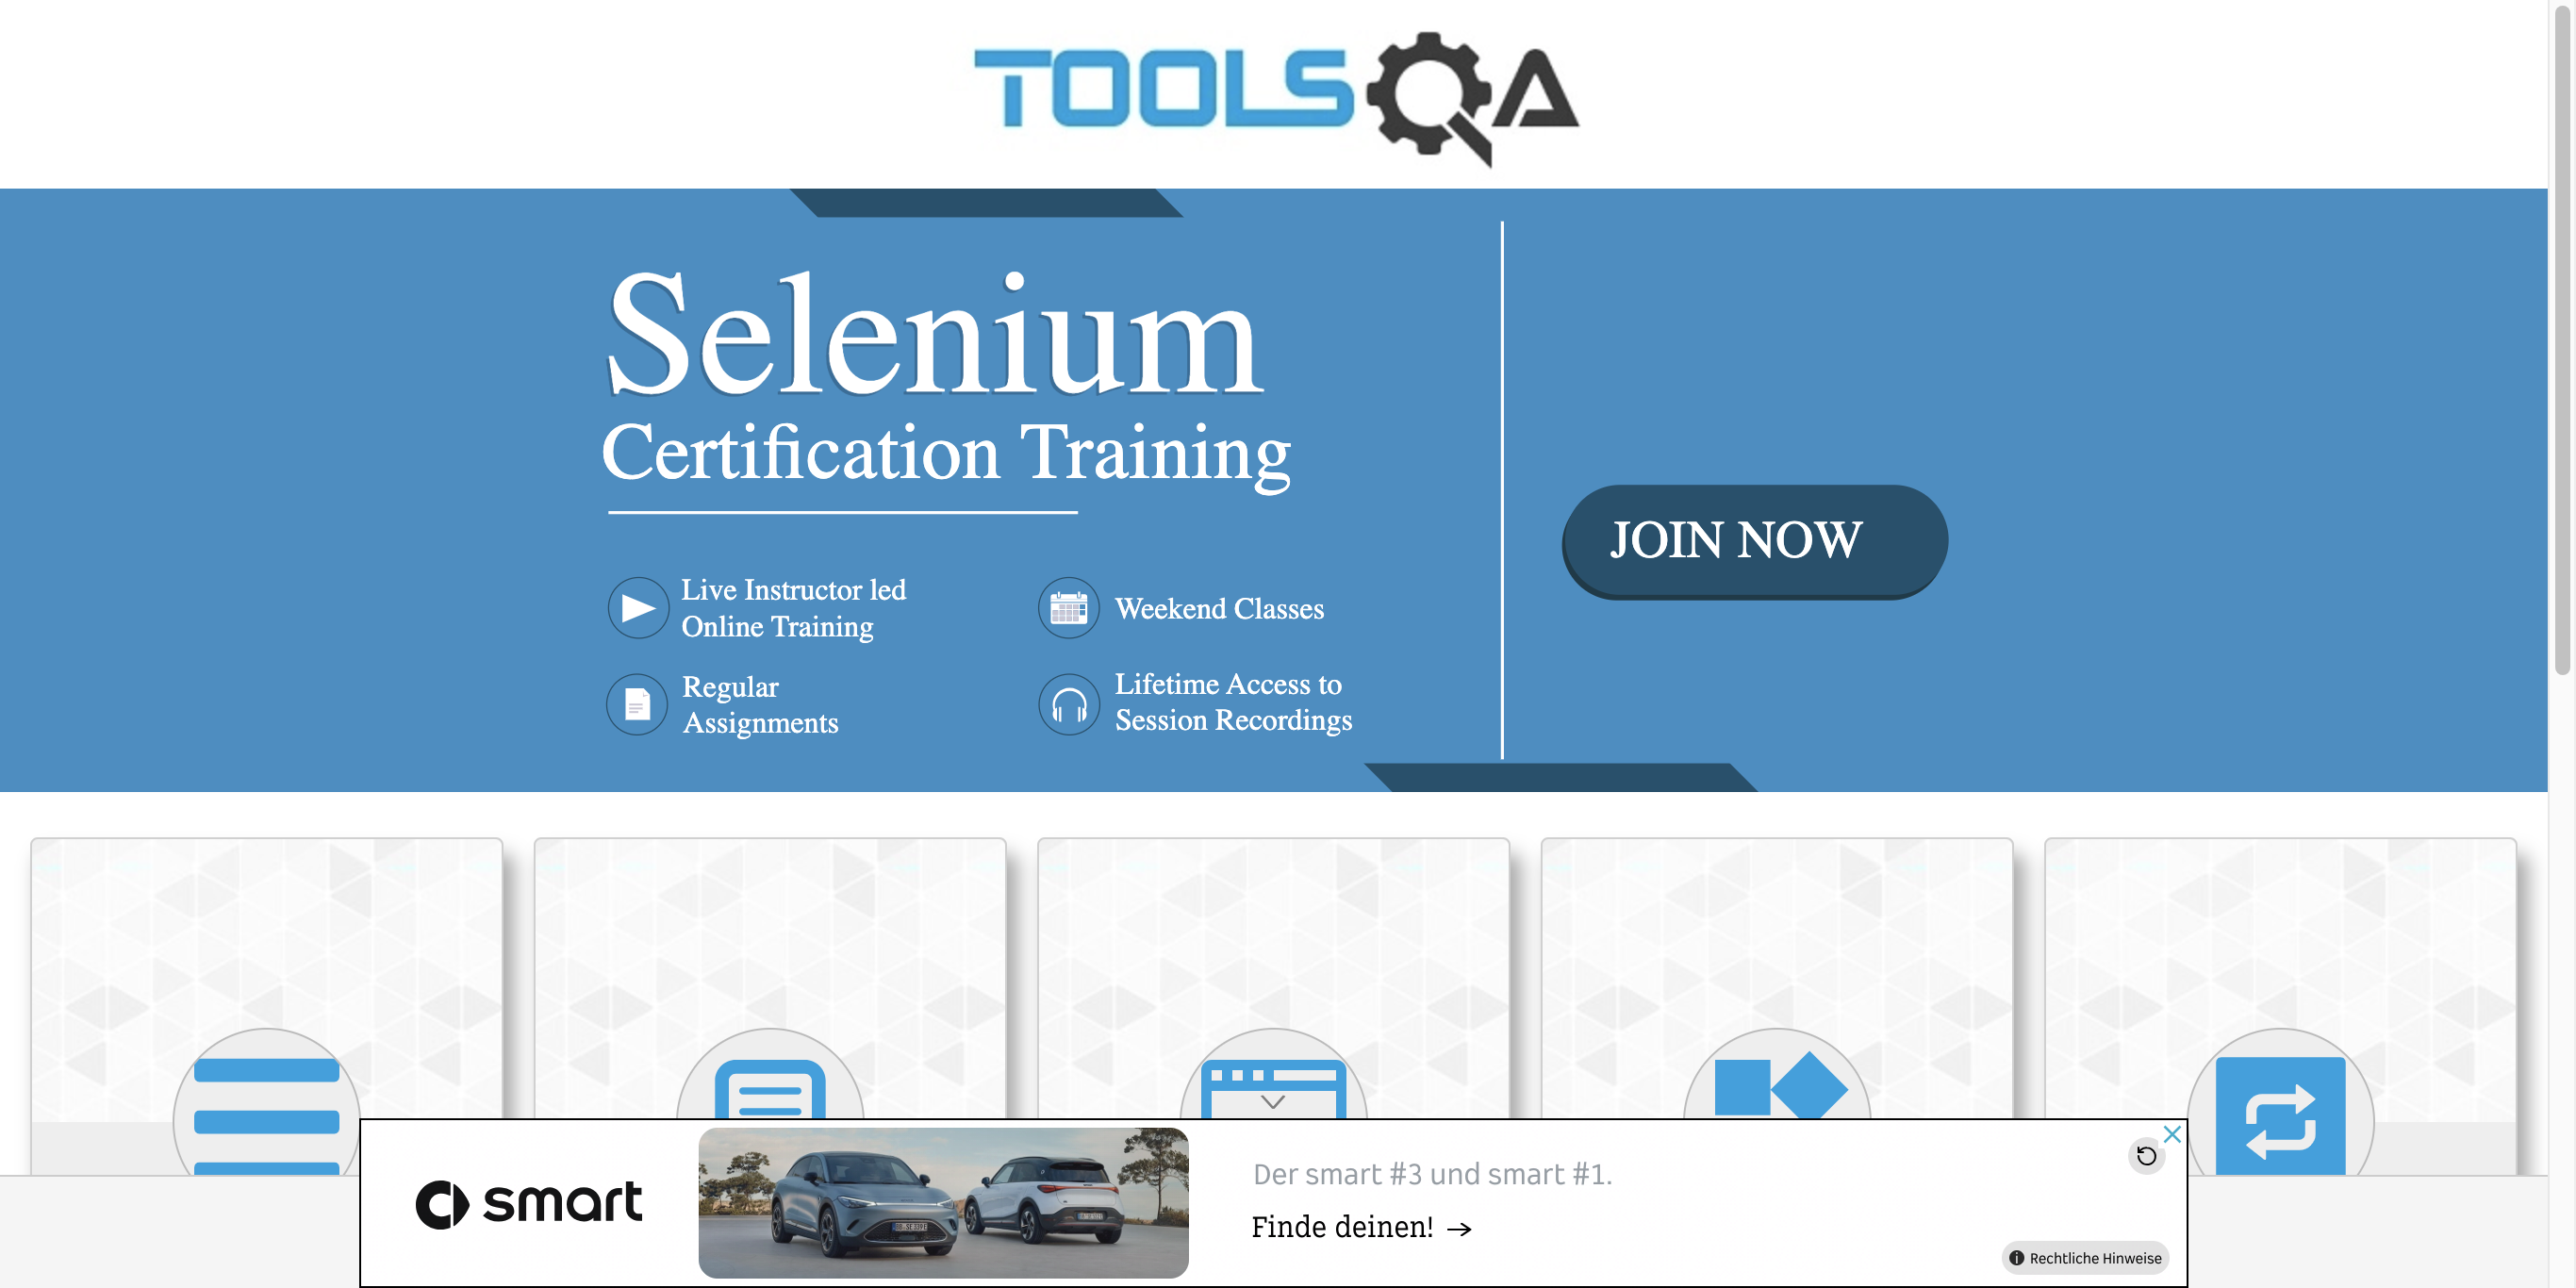 TOOLSQA
Selenium
Certification Training
JOIN NOW
Live Instructor led
Online Training
Weekend Classes
Regular
Assignments
Lifetime Access to
Session Recordings
smart
Der smart #3 und smart #1.
Finde deinen! →
Rechtliche Hinweise